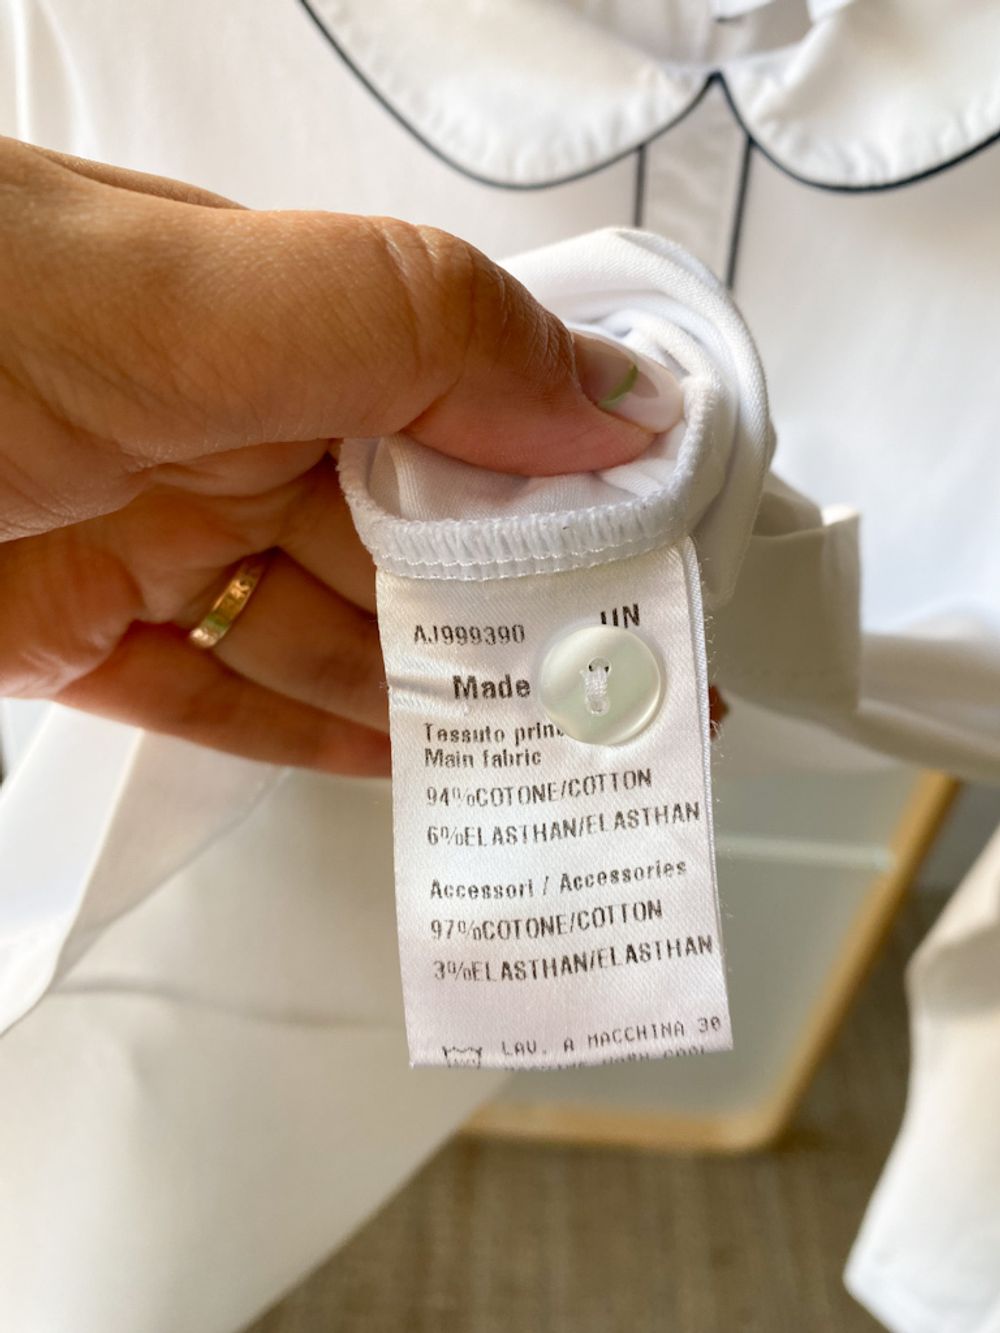 AJ999390 UN
Made
Tessuto prin
Main fabric
94%COTONE/COTTON
6%ELASTHAN/ELASTHAN
Accessori / Accessories
97%COTONE/COTTON
3%ELASTHAN/ELASTHAN
LAV. A MACCHINA 30